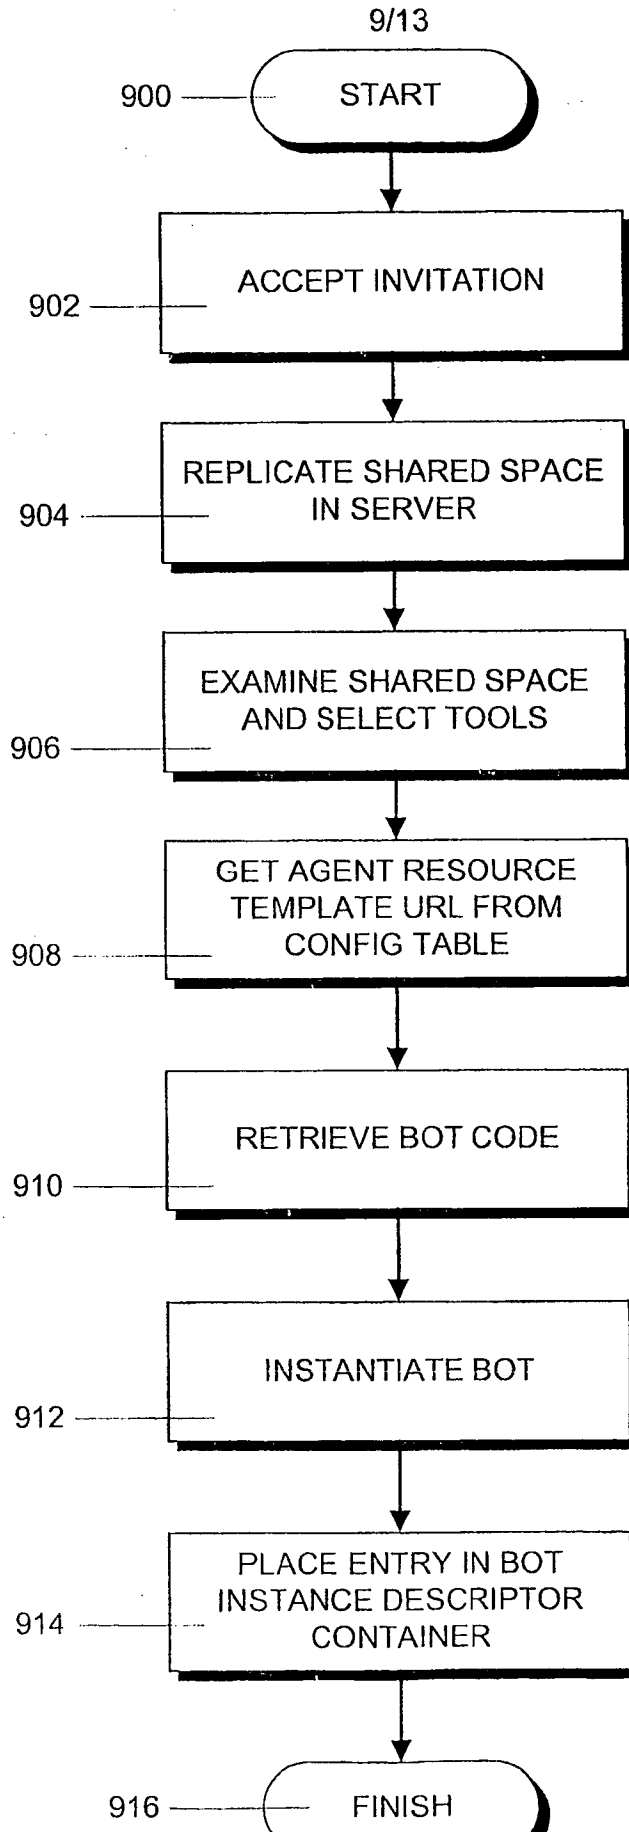 9/13
900
START
ACCEPT INVITATION
902
REPLICATE SHARED SPACE
IN SERVER
904
EXAMINE SHARED SPACE
AND SELECT TOOLS
906
GET AGENT RESOURCE
TEMPLATE URL FROM
CONFIG TABLE
908
RETRIEVE BOT CODE
910
INSTANTIATE BOT
912
PLACE ENTRY IN BOT
INSTANCE DESCRIPTOR
CONTAINER
914
916
FINISH